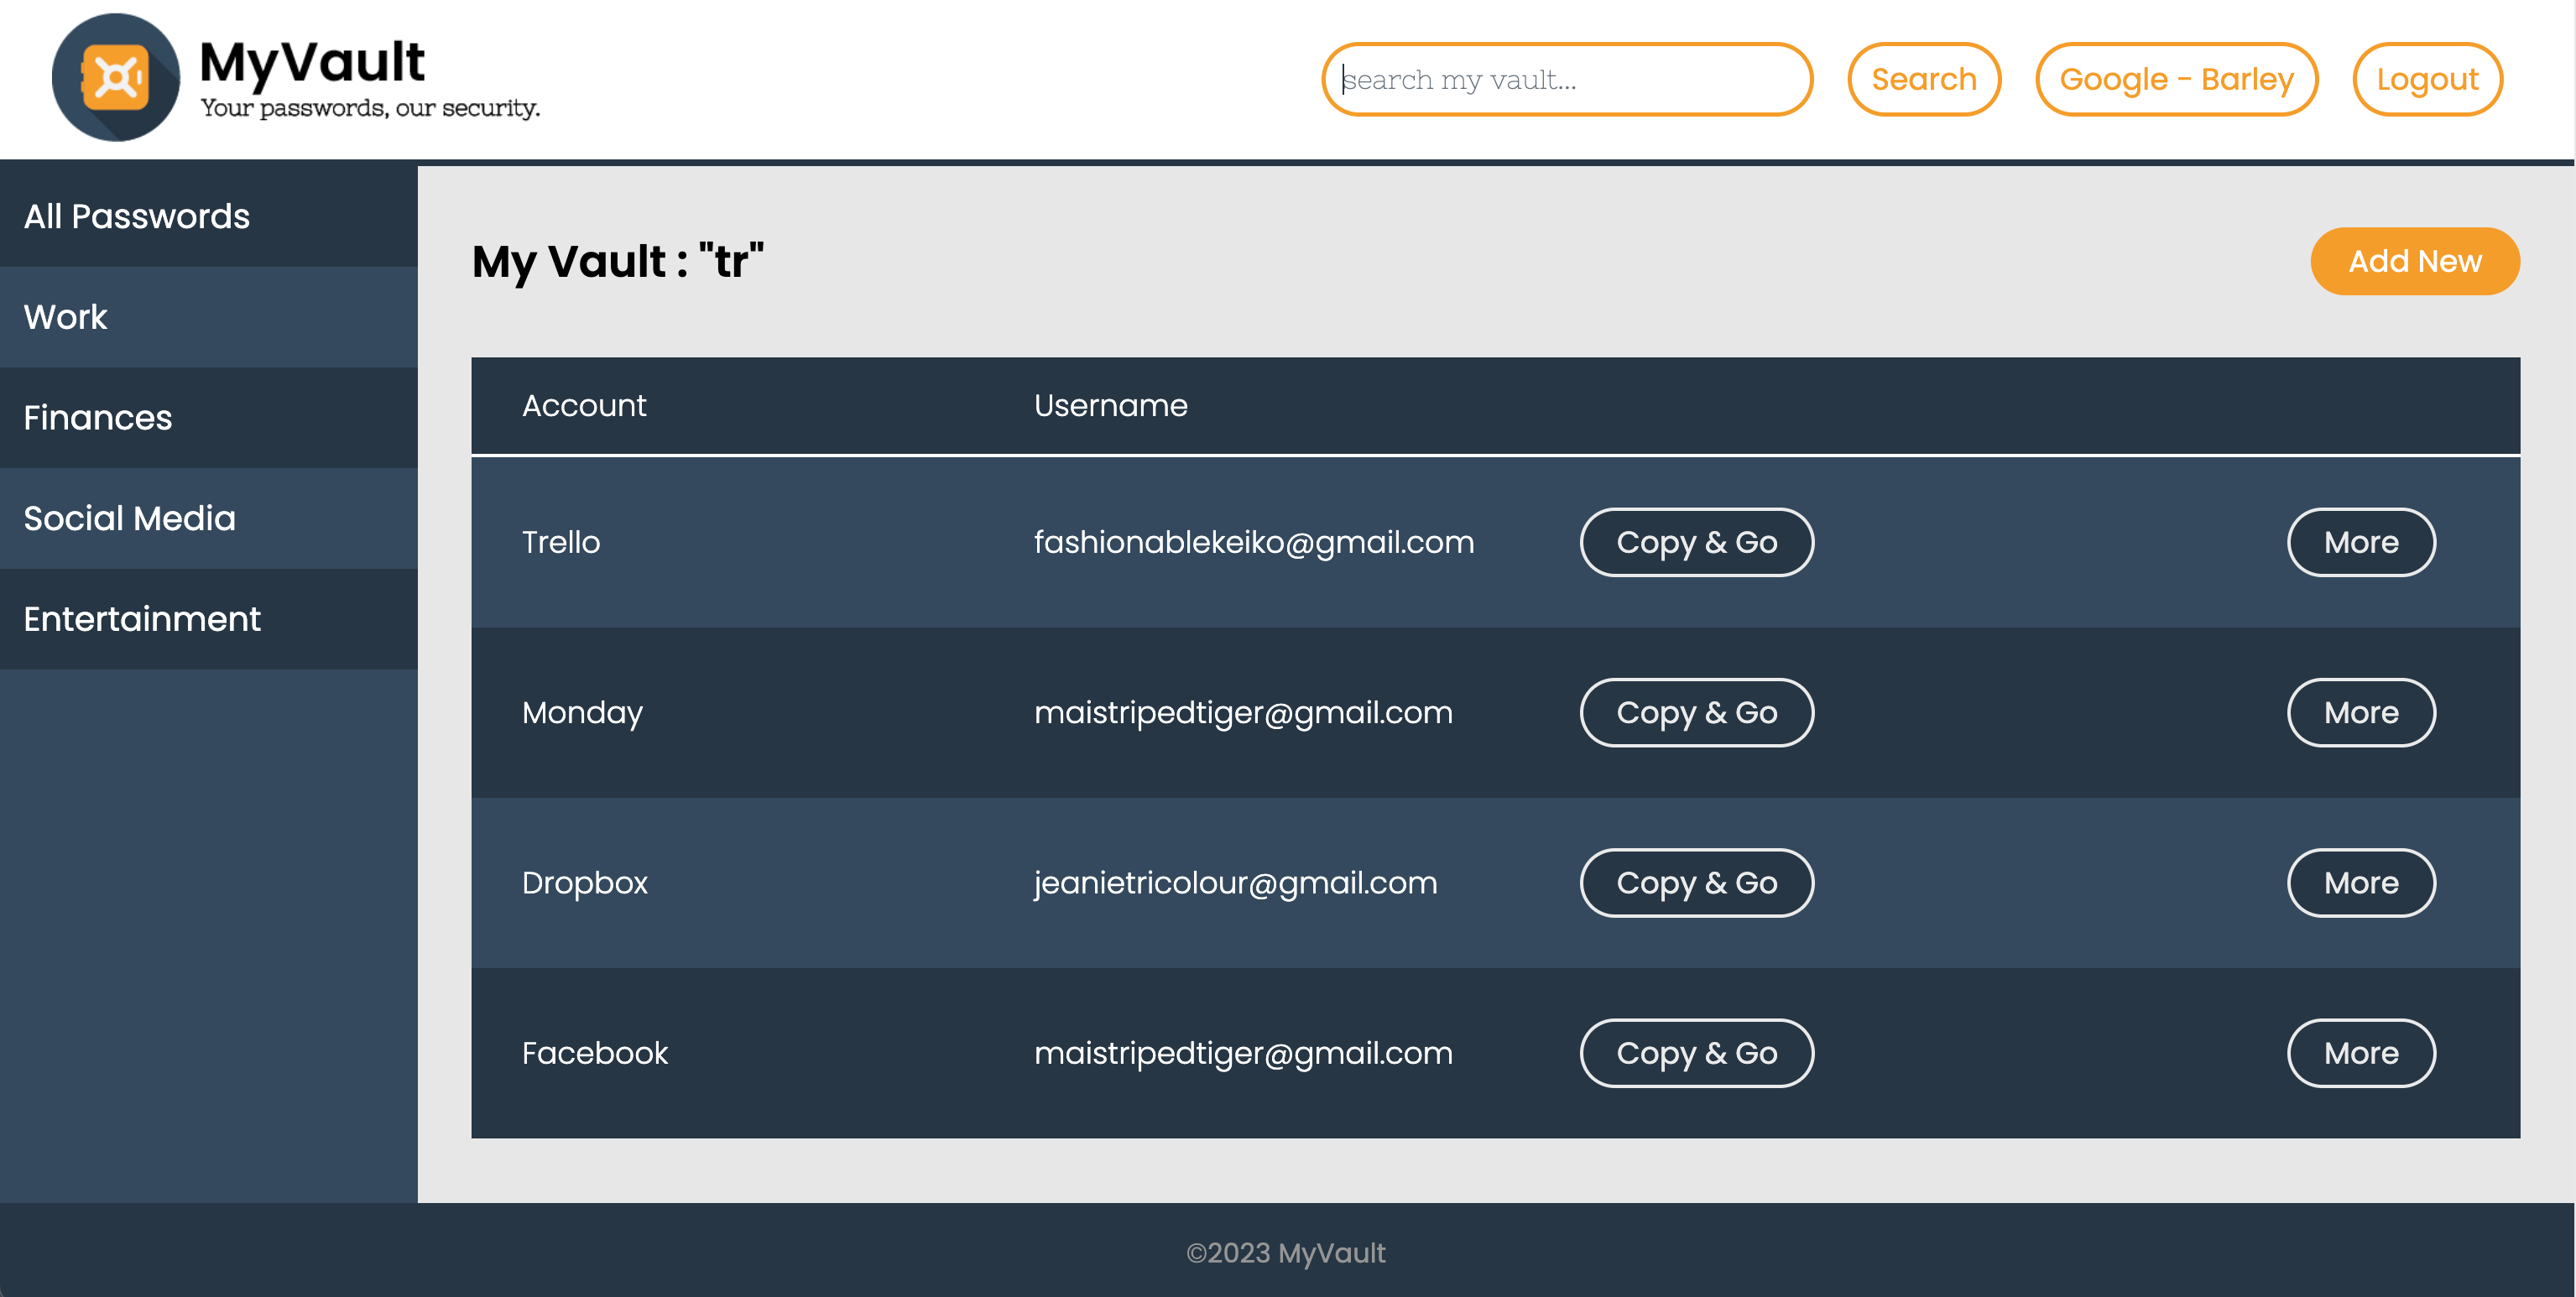 MyVault
Your passwords, our security.
search my vault...
Search
Google - Barley
Logout
All Passwords
Work
Finances
Social Media
Entertainment
My Vault : "tr"
Add New
Account Username
Trello fashionablekeiko@gmail.com Copy & Go More
Monday maistripedtiger@gmail.com Copy & Go More
Dropbox jeanietricolour@gmail.com Copy & Go More
Facebook maistripedtiger@gmail.com Copy & Go More
©2023 MyVault